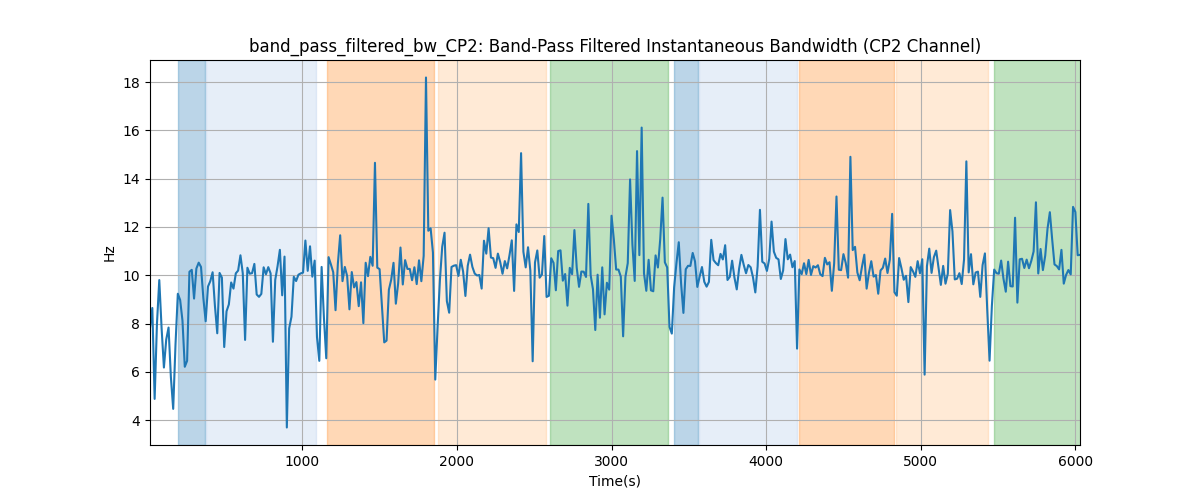 band_pass_filtered_bw_CP2: Band-Pass Filtered Instantaneous Bandwidth (CP2 Channel)
18
16
14
12
10
8
6
4
Hz
1000 2000 3000 4000 5000 6000
Time(s)